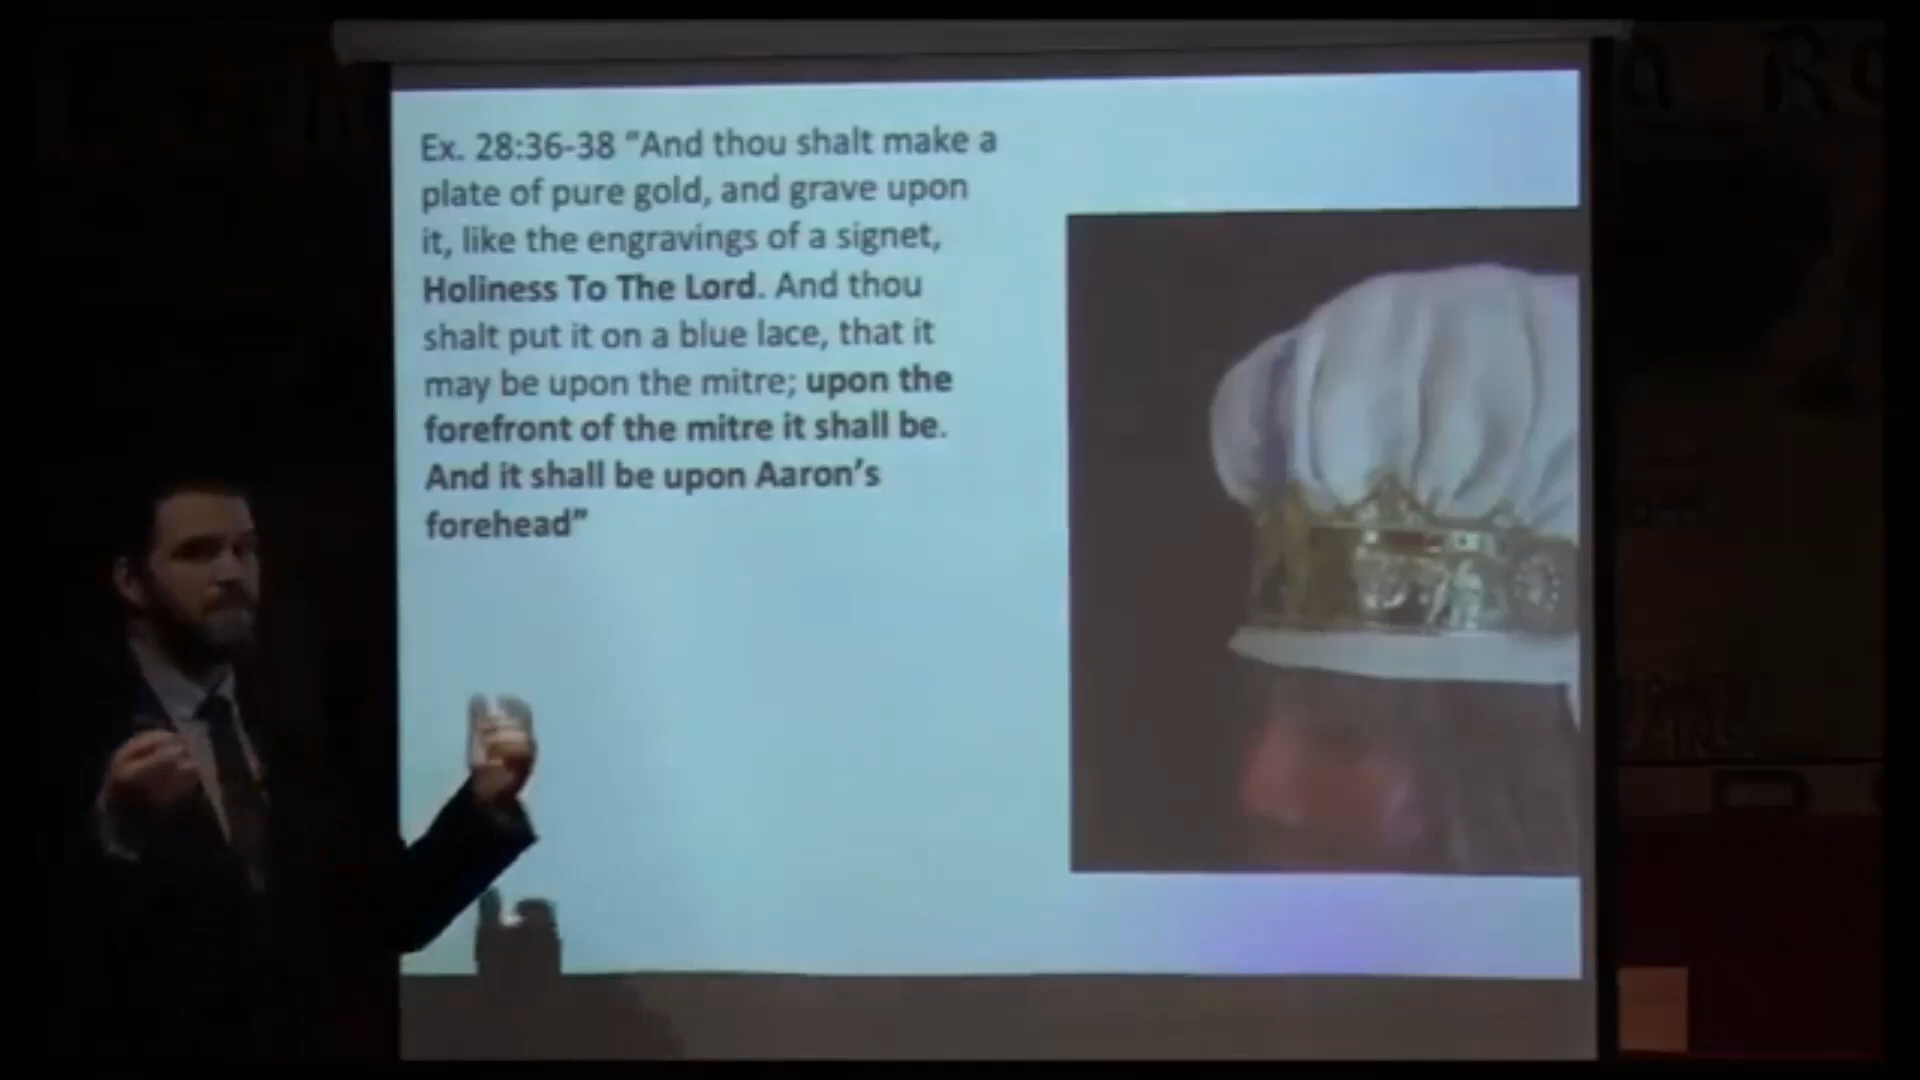 Ex. 28:36-38 “And thou shalt make a
plate of pure gold, and grave upon
it, like the engravings of a signet,
Holiness To The Lord. And thou
shalt put it on a blue lace, that it
may be upon the mitre; upon the
forefront of the mitre it shall be.
And it shall be upon Aaron’s
forehead”